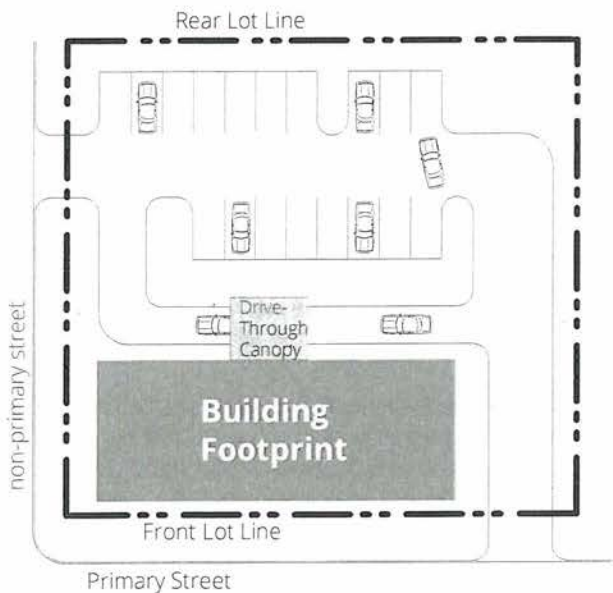 Rear Lot Line
non-primary street
Drive-
Through
Canopy
Building
Footprint
Front Lot Line
Primary Street